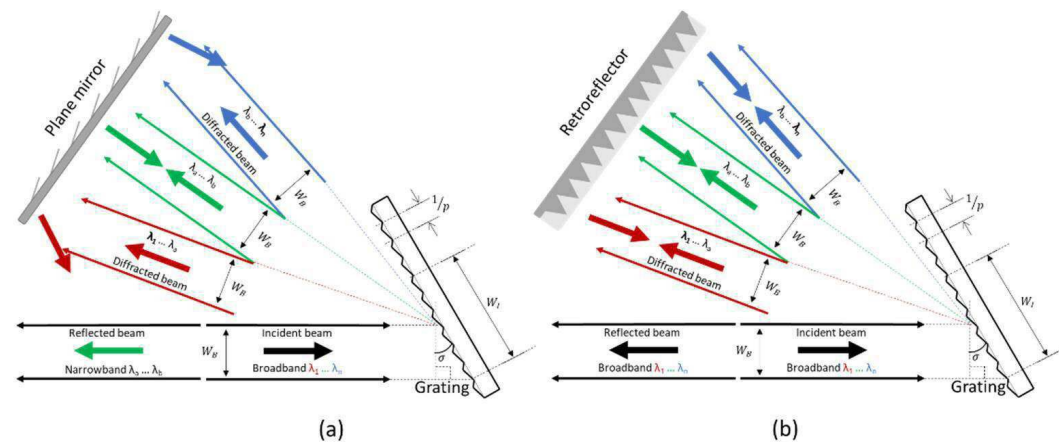 Plane mirror
λb... λn
Diffracted beam
WB
λa... λb
WB
λ1 ... λa
Diffracted beam
WB
1/p
WI
σ
Grating
Reflected beam
Incident beam
WB
Narrowband λa ... λb
Broadband λ1 ... λn
(a)
Retroreflector
λb... λn
Diffracted beam
WB
λa... λb
WB
λ1 ... λa
Diffracted beam
WB
1/p
WI
σ
Grating
Reflected beam
Incident beam
WB
Broadband λ1 ... λn
Broadband λ1 ... λn
(b)